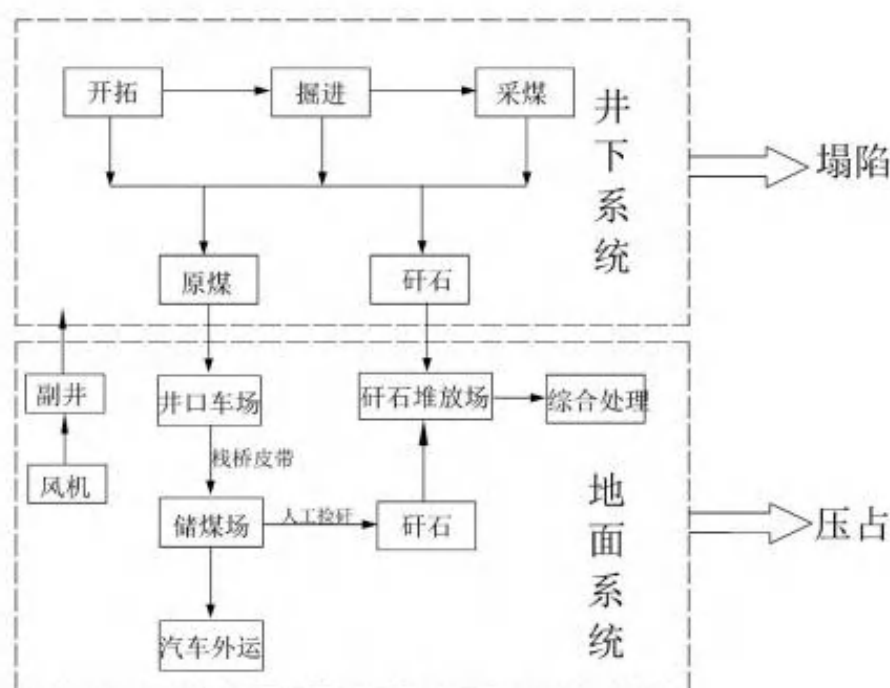 开拓
掘进
采煤
井下系统
塌陷
原煤
矸石
副井
井口车场
矸石堆放场
综合处理
栈桥皮带
风机
储煤场
人工捡矸
矸石
地面系统
压占
汽车外运